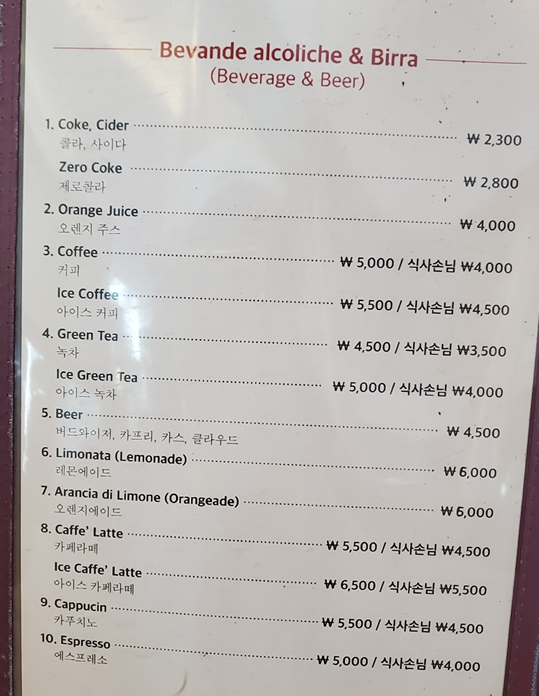 Bevande alcoliche & Birra
(Beverage & Beer)
1. Coke, Cider ₩ 2,300
콜라, 사이다
Zero Coke ₩ 2,800
제로콜라
2. Orange Juice ₩ 4,000
오렌지 주스
3. Coffee ₩ 5,000 / 식사손님 ₩4,000
커피
Ice Coffee ₩ 5,500 / 식사손님 ₩4,500
아이스 커피
4. Green Tea ₩ 4,500 / 식사손님 ₩3,500
녹차
Ice Green Tea ₩ 5,000 / 식사손님 ₩4,000
아이스 녹차
5. Beer ₩ 4,500
버드와이저, 카프리, 카스, 클라우드
6. Limonata (Lemonade) ₩ 6,000
레몬에이드
7. Arancia di Limone (Orangeade) ₩ 6,000
오렌지에이드
8. Caffe' Latte ₩ 5,500 / 식사손님 ₩4,500
카페라떼
Ice Caffe' Latte ₩ 6,500 / 식사손님 ₩5,500
아이스 카페라떼
9. Cappucin ₩ 5,500 / 식사손님 ₩4,500
카푸치노
10. Espresso ₩ 5,000 / 식사손님 ₩4,000
에스프레소